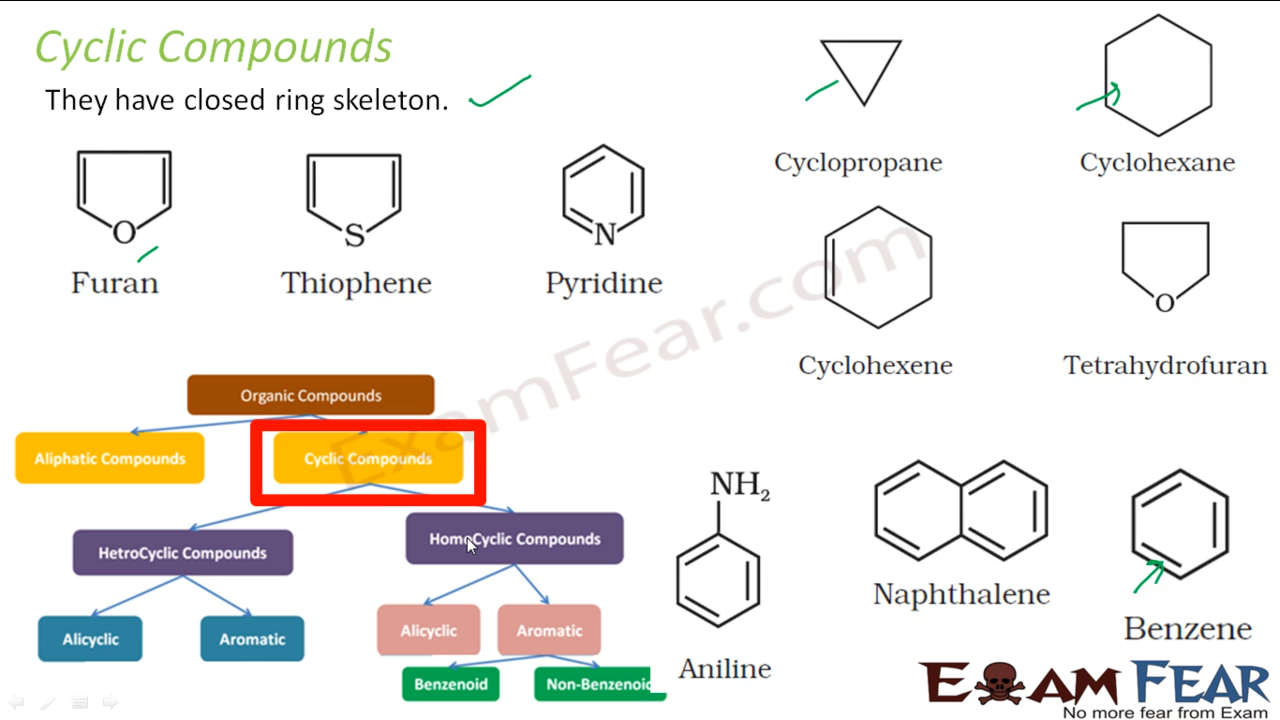 Cyclic Compounds
They have closed ring skeleton.
O
Furan
S
Thiophene
N
Pyridine
Cyclopropane
Cyclohexane
Cyclohexene
O
Tetrahydrofuran
ExamFear.com
Organic Compounds
Aliphatic Compounds
Cyclic Compounds
HetroCyclic Compounds
HomoCyclic Compounds
Alicyclic
Aromatic
Alicyclic
Aromatic
Benzenoid
Non-Benzenoid
NH₂
Aniline
Naphthalene
Benzene
EXAM FEAR
No more fear from Exam